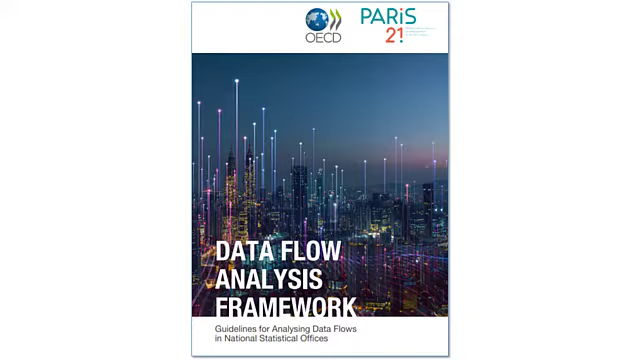 OECD
PARIS
21
DATA FLOW
ANALYSIS
FRAMEWORK
Guidelines for Analysing Data Flows
in National Statistical Offices